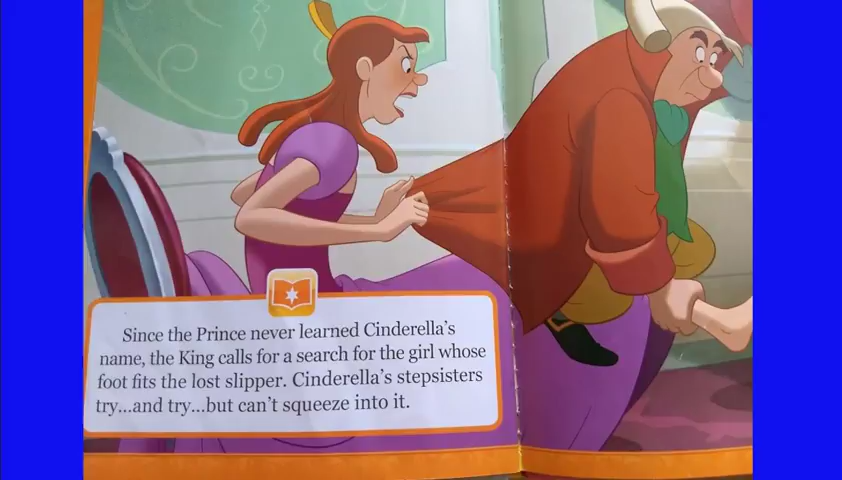 Since the Prince never learned Cinderella's
name, the King calls for a search for the girl whose
foot fits the lost slipper. Cinderella's stepsisters
try...and try...but can't squeeze into it.